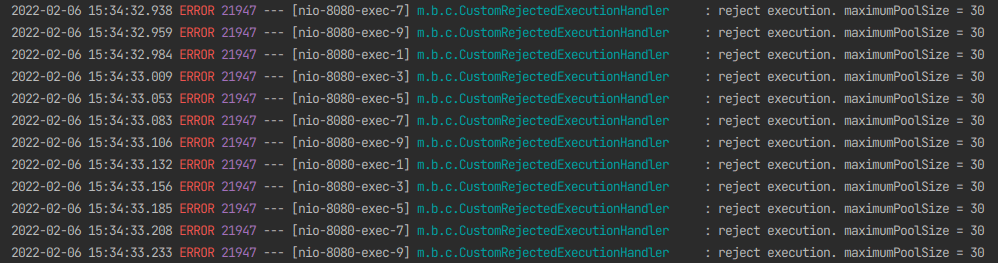 2022-02-06 15:34:32.938 ERROR 21947 --- [nio-8080-exec-7] m.b.c.CustomRejectedExecutionHandler : reject execution. maximumPoolSize = 30
2022-02-06 15:34:32.959 ERROR 21947 --- [nio-8080-exec-9] m.b.c.CustomRejectedExecutionHandler : reject execution. maximumPoolSize = 30
2022-02-06 15:34:32.984 ERROR 21947 --- [nio-8080-exec-1] m.b.c.CustomRejectedExecutionHandler : reject execution. maximumPoolSize = 30
2022-02-06 15:34:33.009 ERROR 21947 --- [nio-8080-exec-3] m.b.c.CustomRejectedExecutionHandler : reject execution. maximumPoolSize = 30
2022-02-06 15:34:33.053 ERROR 21947 --- [nio-8080-exec-5] m.b.c.CustomRejectedExecutionHandler : reject execution. maximumPoolSize = 30
2022-02-06 15:34:33.083 ERROR 21947 --- [nio-8080-exec-7] m.b.c.CustomRejectedExecutionHandler : reject execution. maximumPoolSize = 30
2022-02-06 15:34:33.106 ERROR 21947 --- [nio-8080-exec-9] m.b.c.CustomRejectedExecutionHandler : reject execution. maximumPoolSize = 30
2022-02-06 15:34:33.132 ERROR 21947 --- [nio-8080-exec-1] m.b.c.CustomRejectedExecutionHandler : reject execution. maximumPoolSize = 30
2022-02-06 15:34:33.156 ERROR 21947 --- [nio-8080-exec-3] m.b.c.CustomRejectedExecutionHandler : reject execution. maximumPoolSize = 30
2022-02-06 15:34:33.185 ERROR 21947 --- [nio-8080-exec-5] m.b.c.CustomRejectedExecutionHandler : reject execution. maximumPoolSize = 30
2022-02-06 15:34:33.208 ERROR 21947 --- [nio-8080-exec-7] m.b.c.CustomRejectedExecutionHandler : reject execution. maximumPoolSize = 30
2022-02-06 15:34:33.233 ERROR 21947 --- [nio-8080-exec-9] m.b.c.CustomRejectedExecutionHandler : reject execution. maximumPoolSize = 30